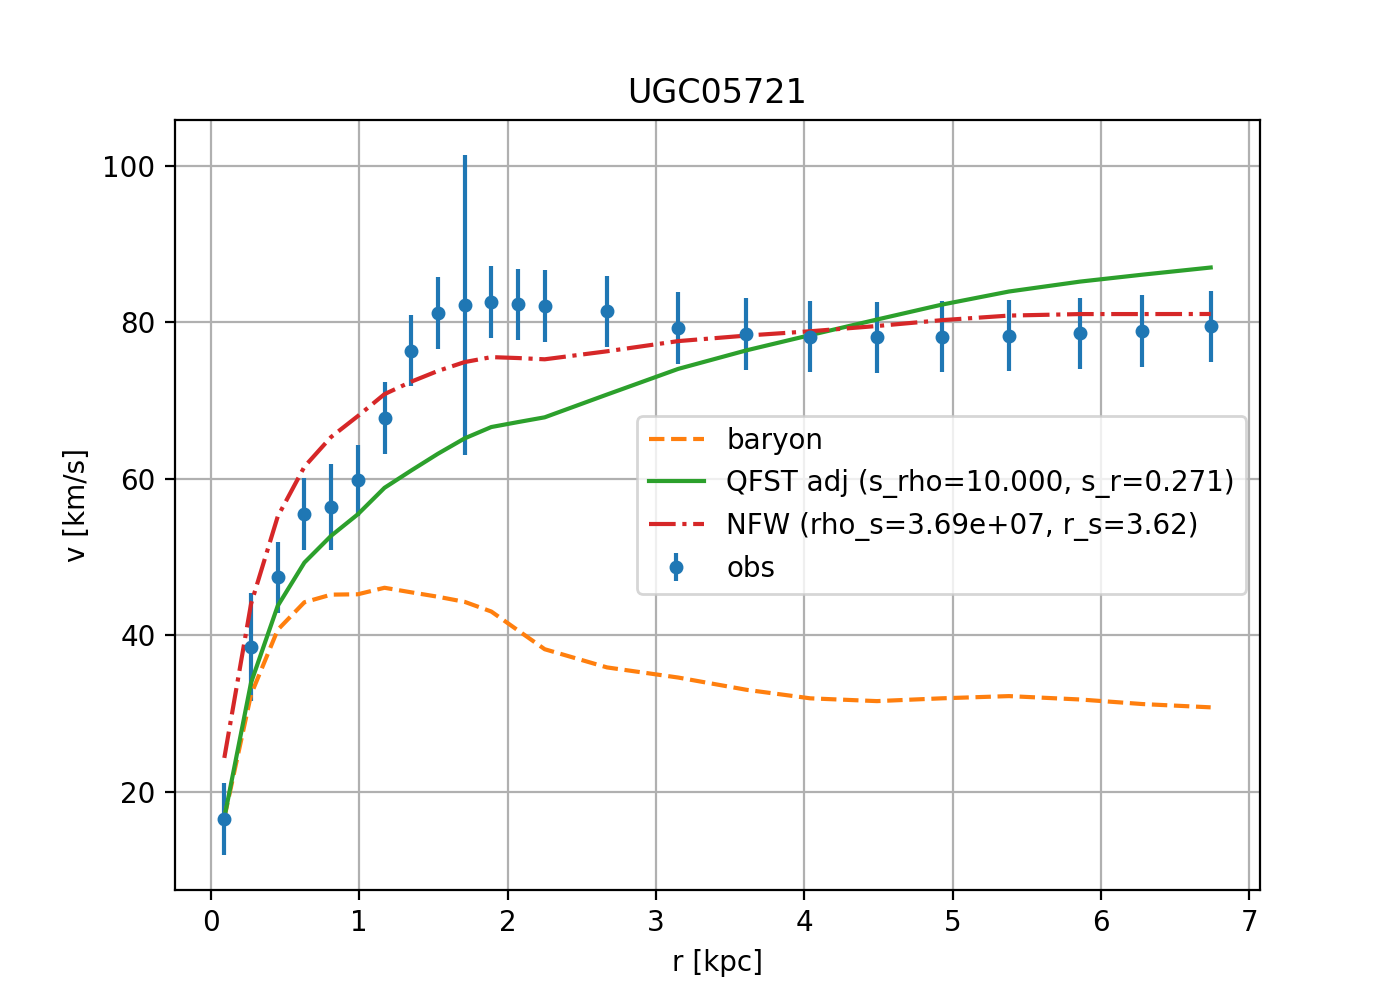 UGC05721
100
80
60
40
20
v [km/s]
baryon
QFST adj (s_rho=10.000, s_r=0.271)
NFW (rho_s=3.69e+07, r_s=3.62)
obs
0 1 2 3 4 5 6 7
r [kpc]